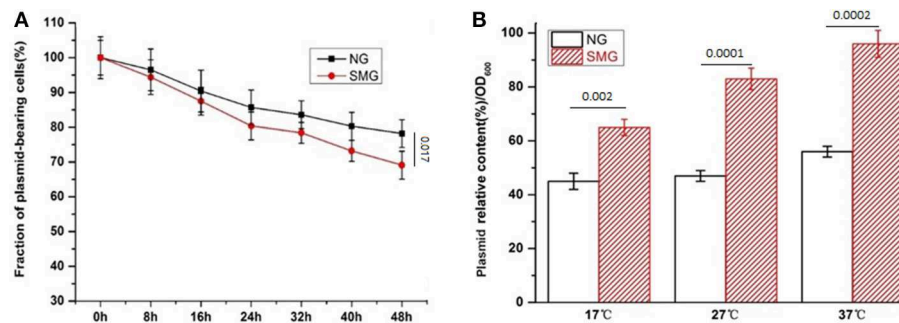 A
Fraction of plasmid-bearing cells(%)
110
100
90
80
70
60
50
40
30
NG
SMG
0.017
0h 8h 16h 24h 32h 40h 48h
B
Plasmid relative content(%)/OD600
100
80
60
40
20
0
NG
SMG
0.002
0.0001
0.0002
17℃ 27℃ 37℃